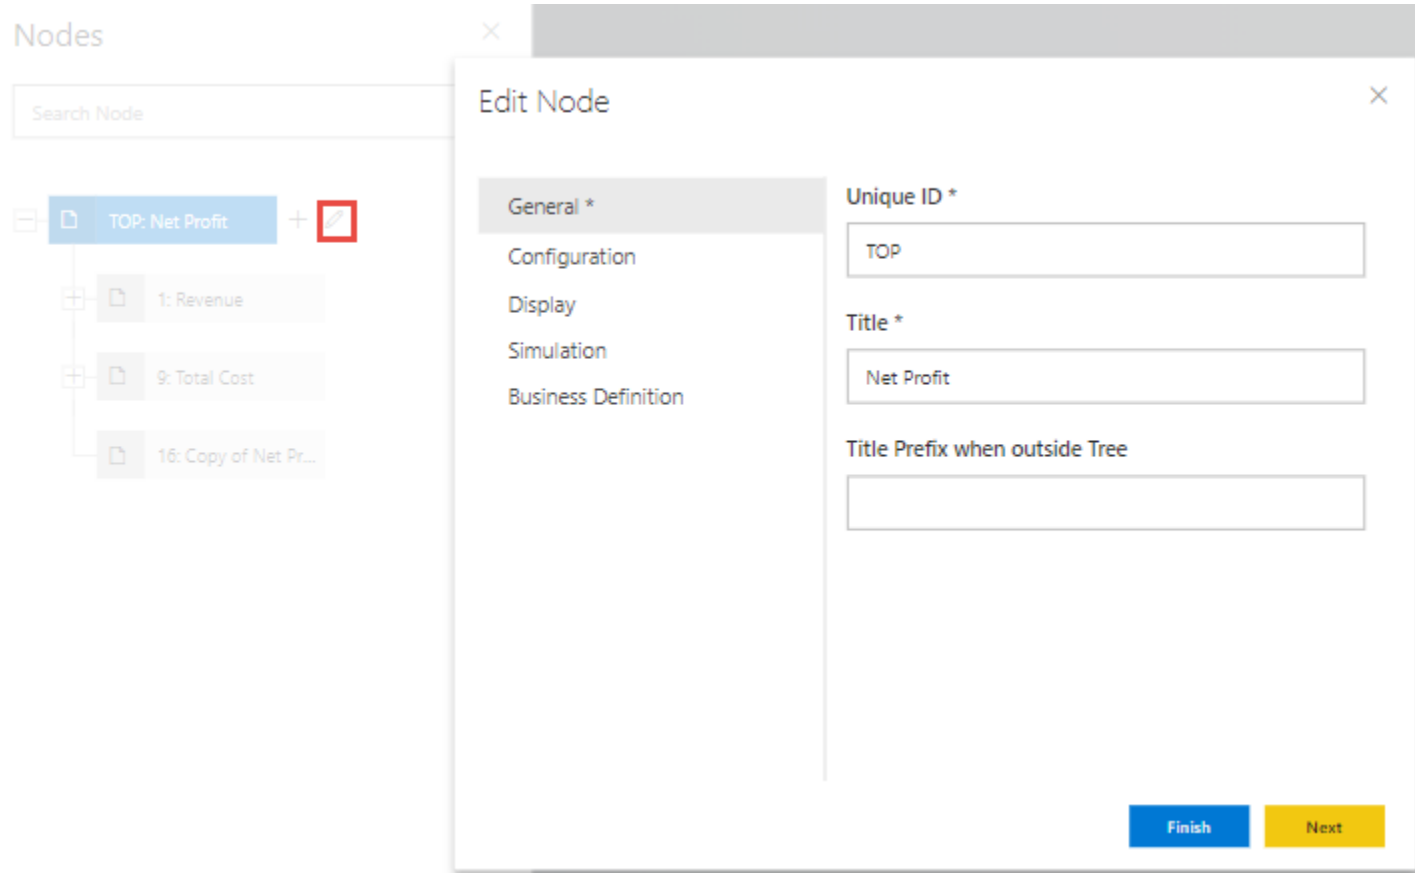 Nodes
Search Node
TOP: Net Profit
1: Revenue
9: Total Cost
16: Copy of Net Pr...
Edit Node
General *
Configuration
Display
Simulation
Business Definition
Unique ID *
TOP
Title *
Net Profit
Title Prefix when outside Tree
Finish
Next